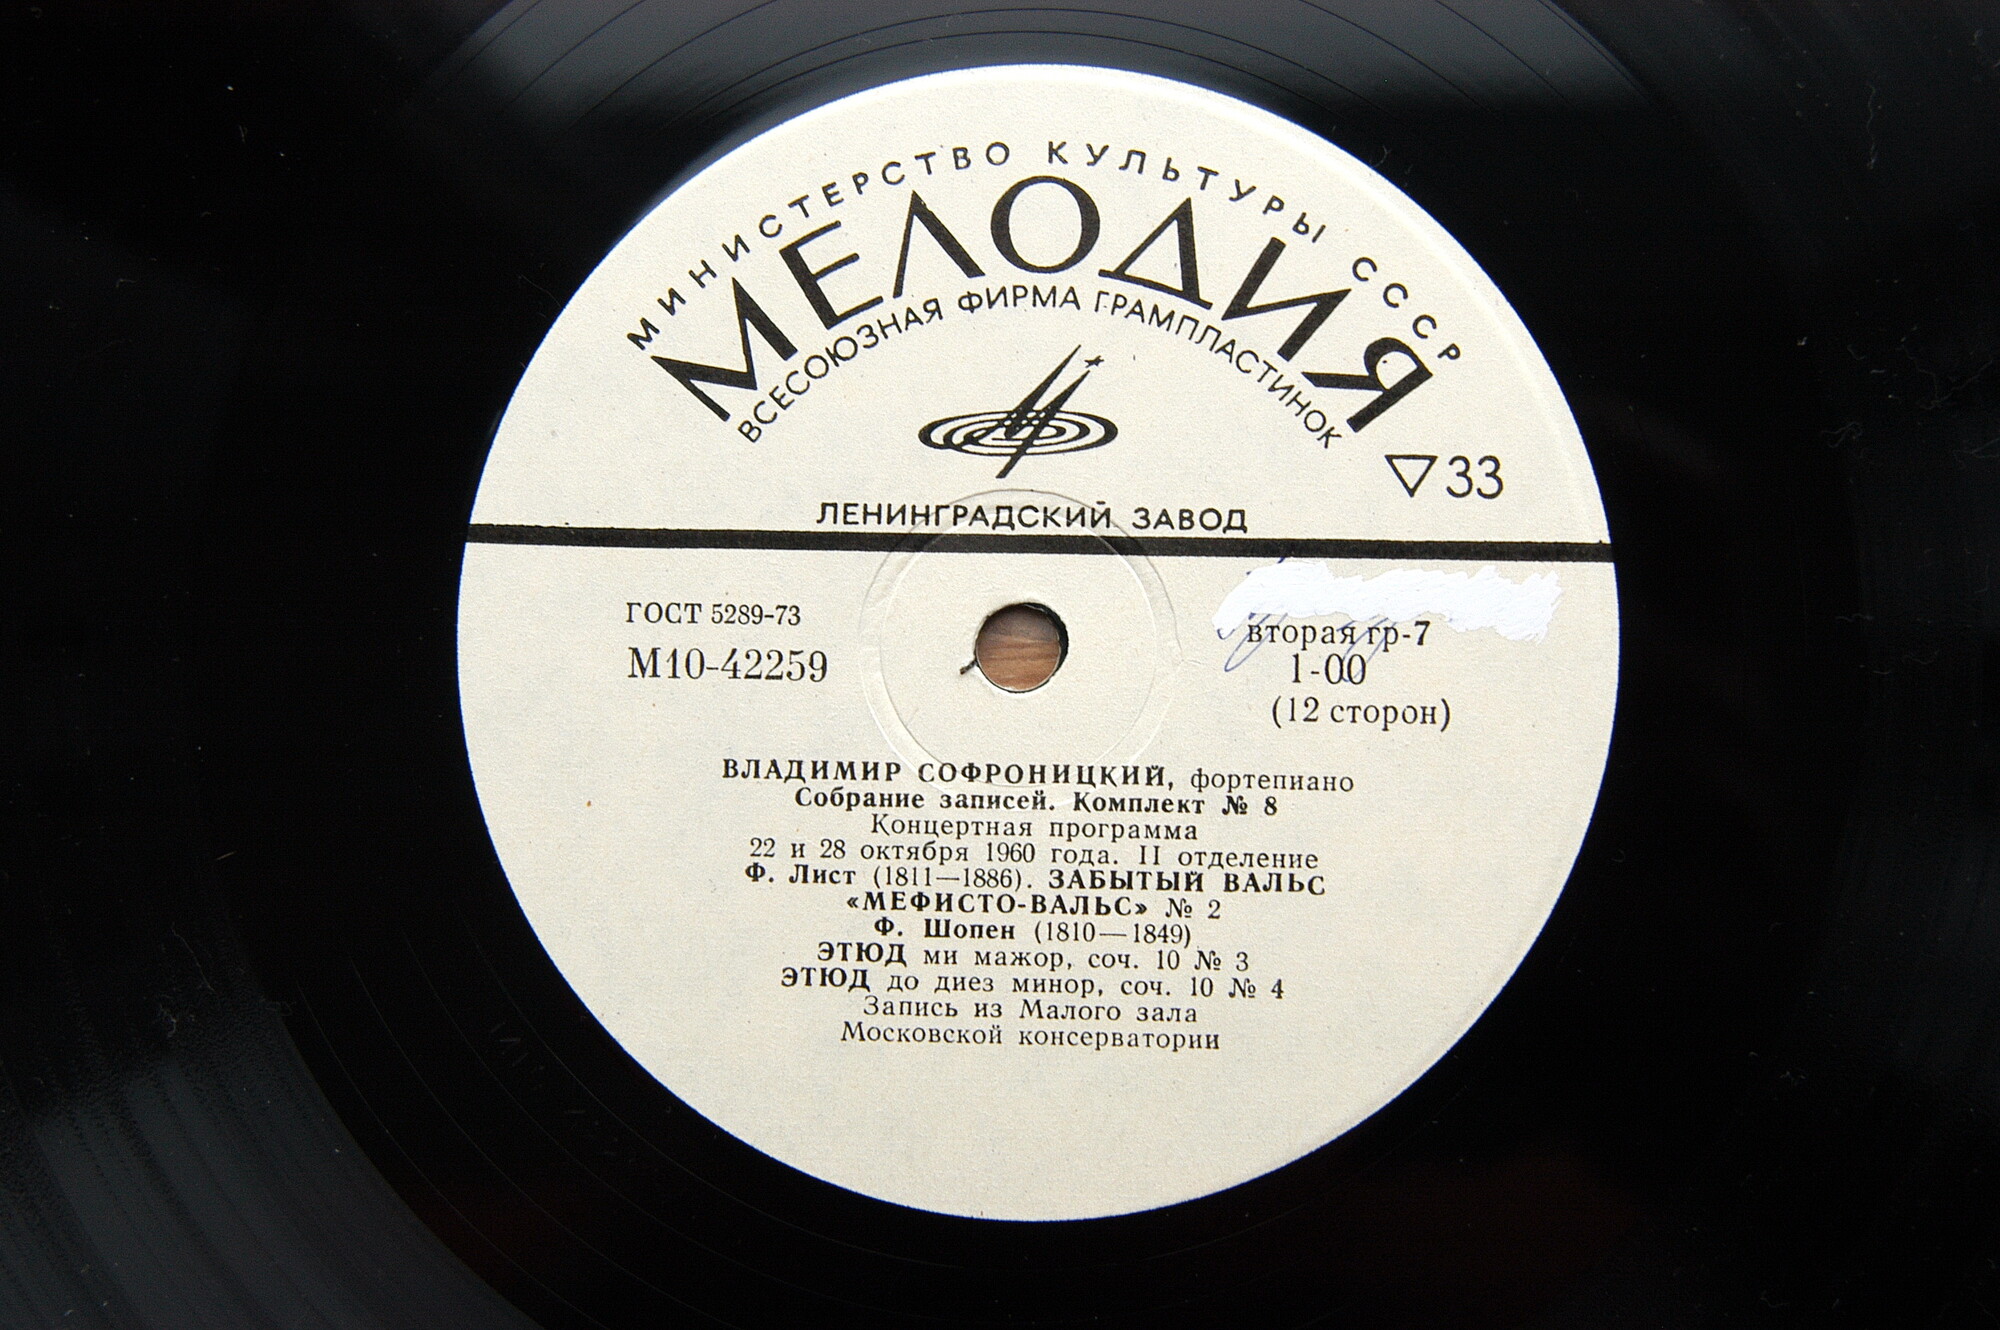 МИНИСТЕРСТВО КУЛЬТУРЫ СССР
МЕЛОДИЯ
ВСЕСОЮЗНАЯ ФИРМА ГРАМПЛАСТИНОК
33
ЛЕНИНГРАДСКИЙ ЗАВОД
ГОСТ 5289-73
М10-42259
вторая гр-7
1-00
(12 сторон)
ВЛАДИМИР СОФРОНИЦКИЙ, фортепиано
Собрание записей. Комплект № 8
Концертная программа
22 и 28 октября 1960 года. II отделение
Ф. Лист (1811—1886). ЗАБЫТЫЙ ВАЛЬС
«МЕФИСТО-ВАЛЬС» № 2
Ф. Шопен (1810—1849)
ЭТЮД ми мажор, соч. 10 № 3
ЭТЮД до диез минор, соч. 10 № 4
Запись из Малого зала
Московской консерватории